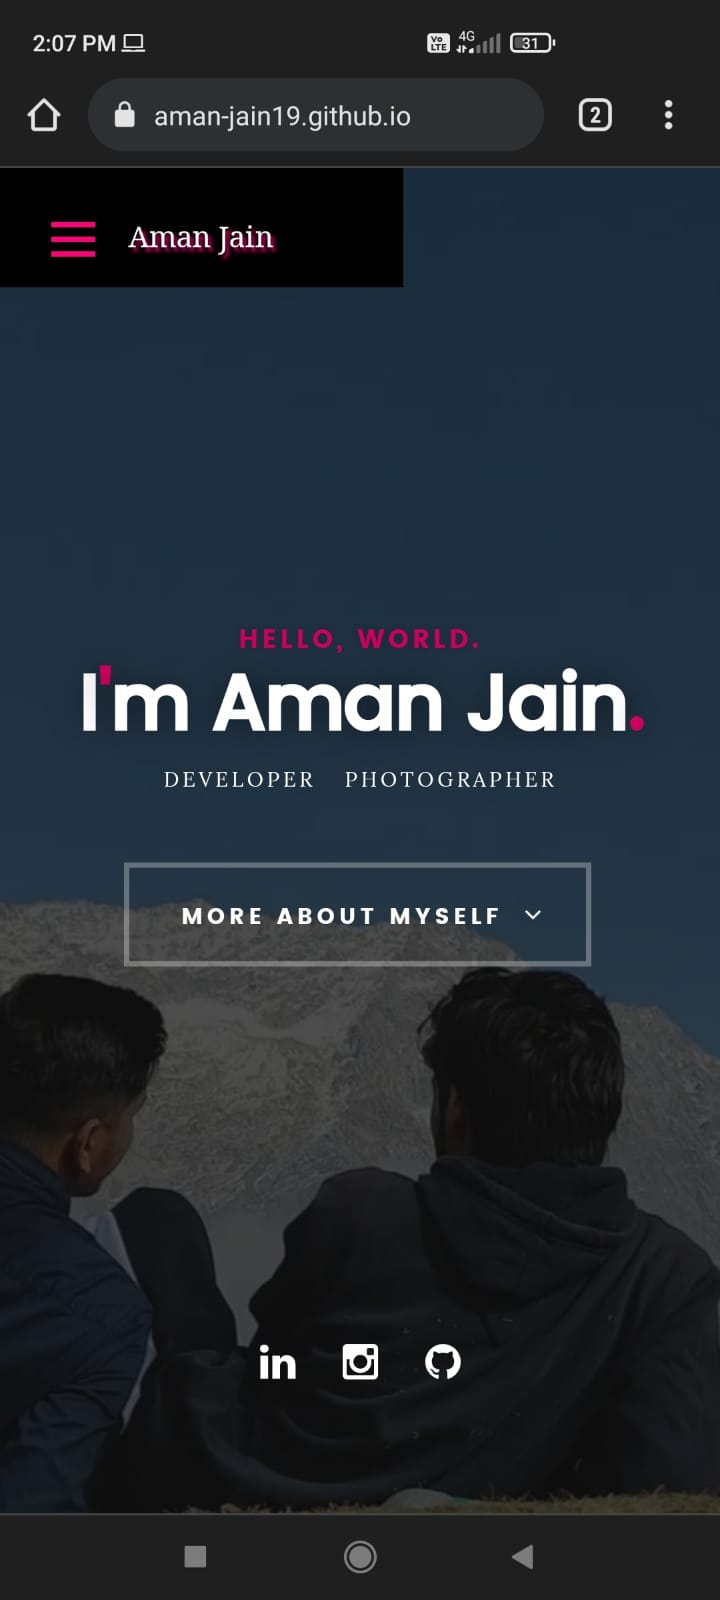 2:07 PM
Vo LTE 4G 31
aman-jain19.github.io
2
Aman Jain
HELLO, WORLD.
I'm Aman Jain.
DEVELOPER PHOTOGRAPHER
MORE ABOUT MYSELF
in